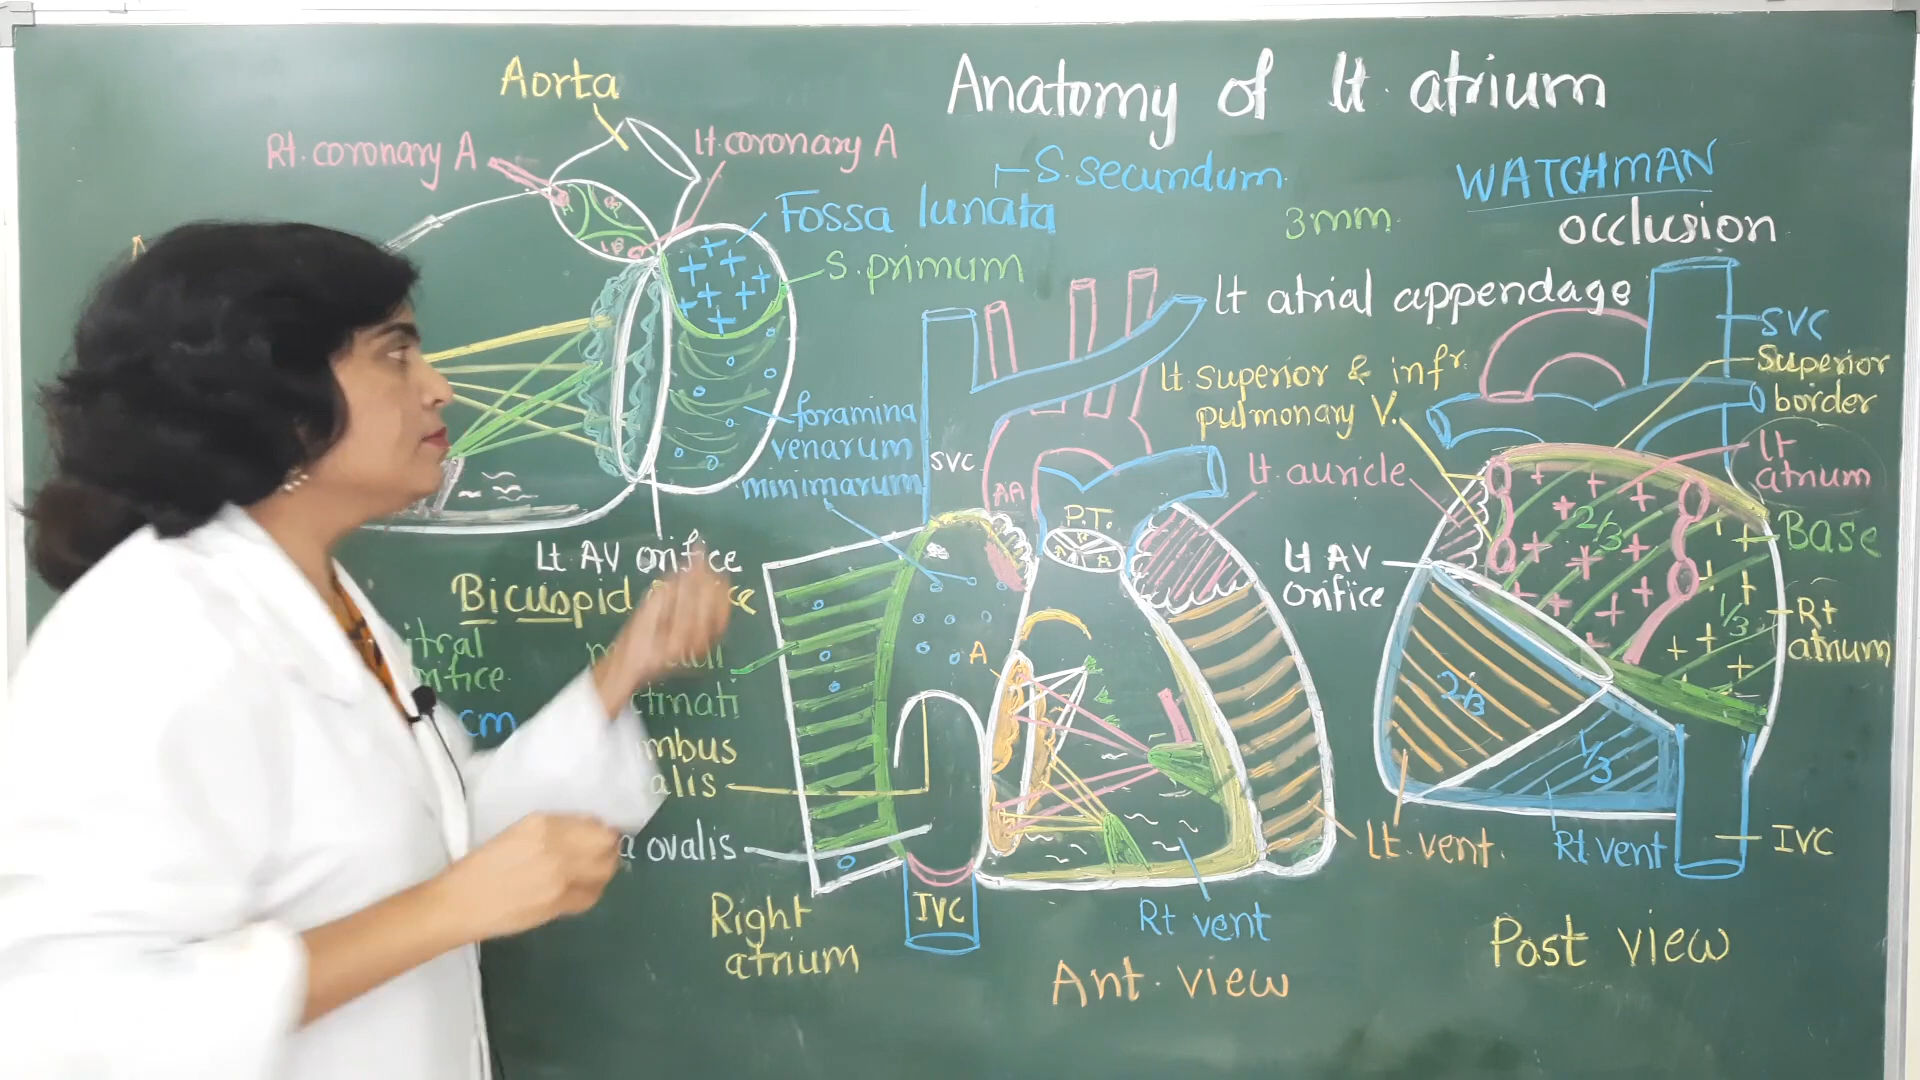 Anatomy of lt. atrium
Aorta
Rt. coronary A
Lt. coronary A
S. secundum
WATCHMAN
occlusion
Fossa lunata
3mm.
S. primum
lt atrial appendage
SVC
Superior
border
lt. superior & infr.
pulmonary V.
foramina
venarum
minimarum
SVC
AA
lt. auricle
lt
atrium
P.T.
A
2/3
Base
Lt AV orifice
Lt AV
orifice
Bicuspid
1/3
Rt
atrium
A
cm
2/3
1/3
ovalis
IVC
Lt. vent.
Rt vent
IVC
Right
atrium
Rt vent
Ant. view
Post view